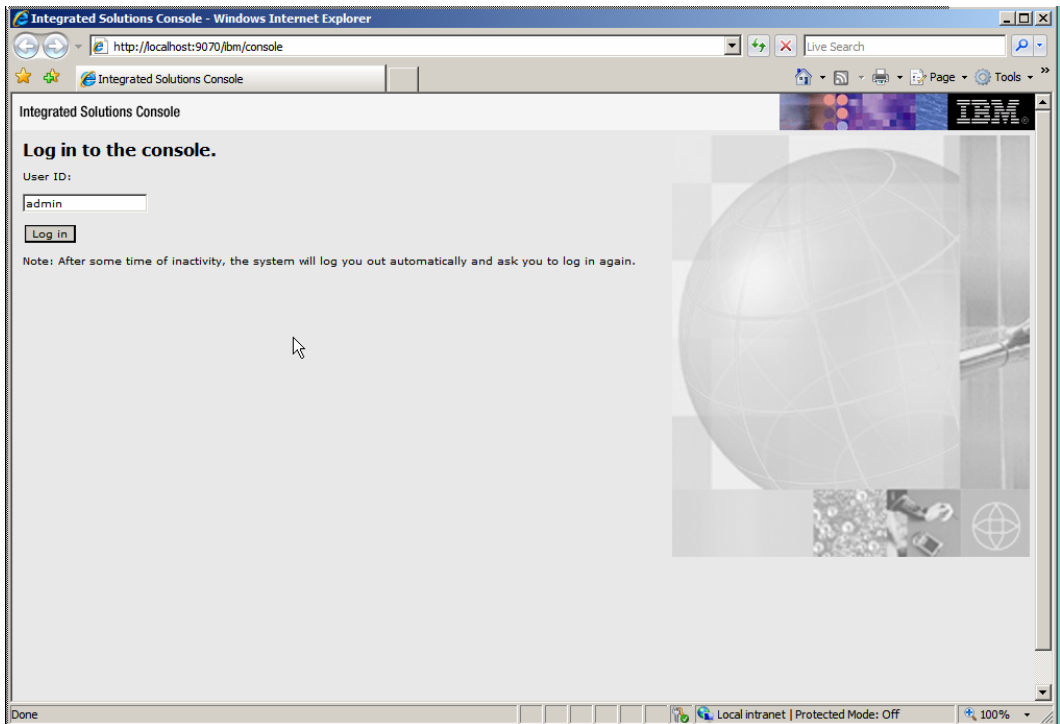 Integrated Solutions Console - Windows Internet Explorer
http://localhost:9070/ibm/console
Live Search
Integrated Solutions Console
Page
Tools
»
Integrated Solutions Console
IBM®
Log in to the console.
User ID:
admin
Log in
Note: After some time of inactivity, the system will log you out automatically and ask you to log in again.
Done
Local intranet | Protected Mode: Off
100%